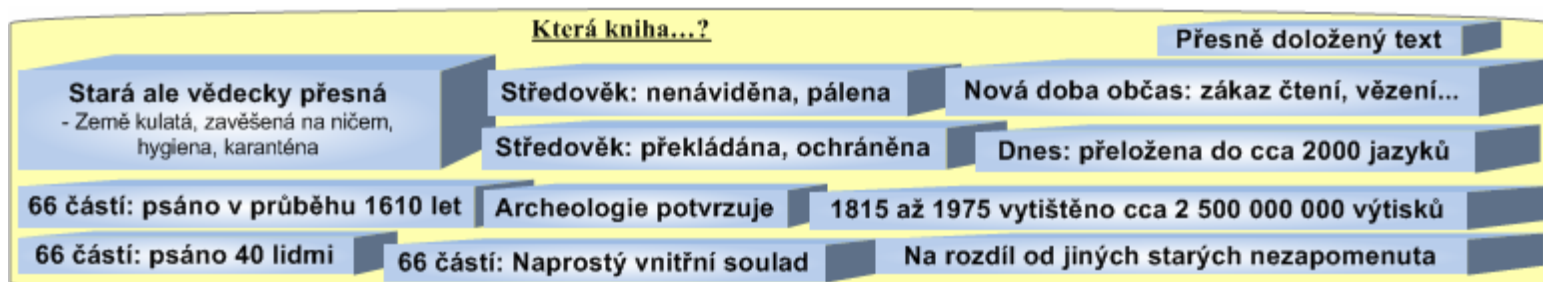 Která kniha...?
Přesně doložený text
Stará ale vědecky přesná
- Země kulatá, zavěšená na ničem,
hygiena, karanténa
Středověk: nenáviděna, pálena
Nová doba občas: zákaz čtení, vězení...
Středověk: překládána, ochráněna
Dnes: přeložena do cca 2000 jazyků
66 částí: psáno v průběhu 1610 let
Archeologie potvrzuje
1815 až 1975 vytištěno cca 2 500 000 000 výtisků
66 částí: psáno 40 lidmi
66 částí: Naprostý vnitřní soulad
Na rozdíl od jiných starých nezapomenuta